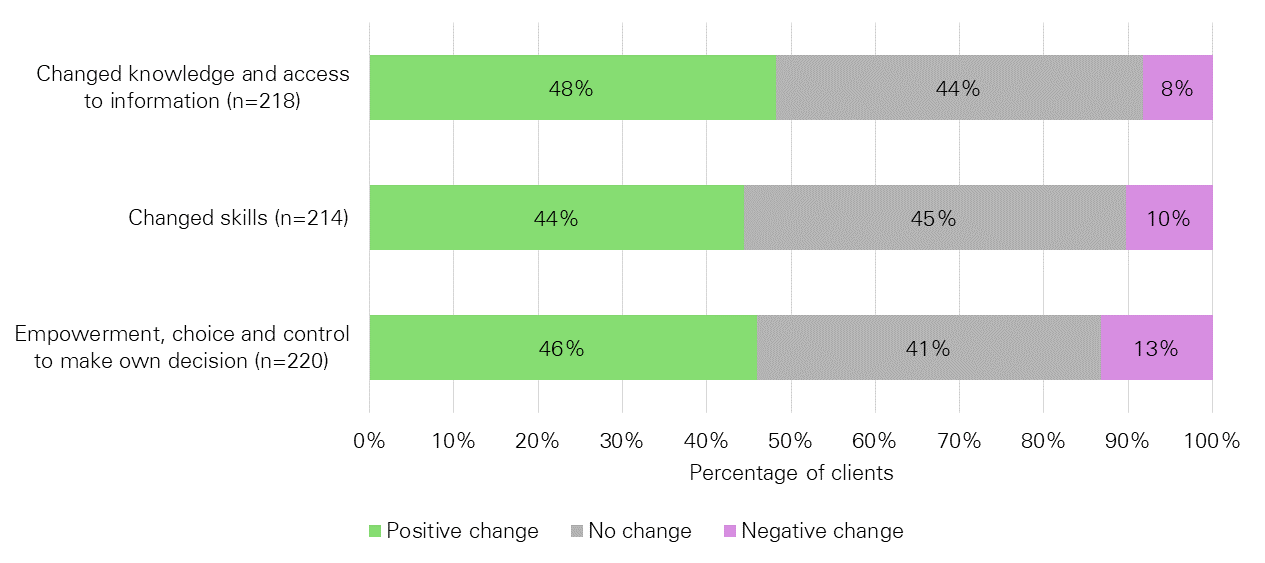 Changed knowledge and access
to information (n=218)
48%
44%
8%
Changed skills (n=214)
44%
45%
10%
Empowerment, choice and control
to make own decision (n=220)
46%
41%
13%
0%
10%
20%
30%
40%
50%
60%
70%
80%
90%
100%
Percentage of clients
Positive change
No change
Negative change